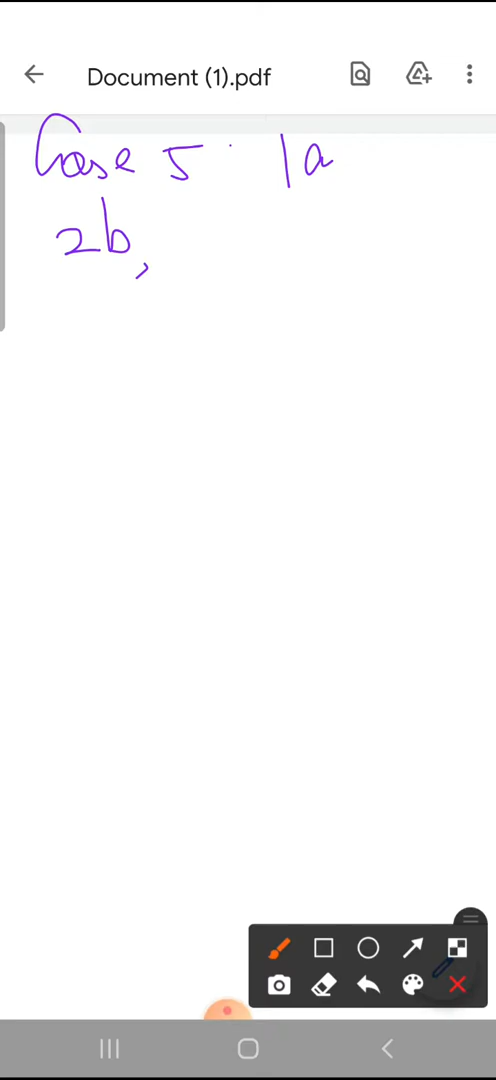 Document (1).pdf
Case 5. 1a
2b,